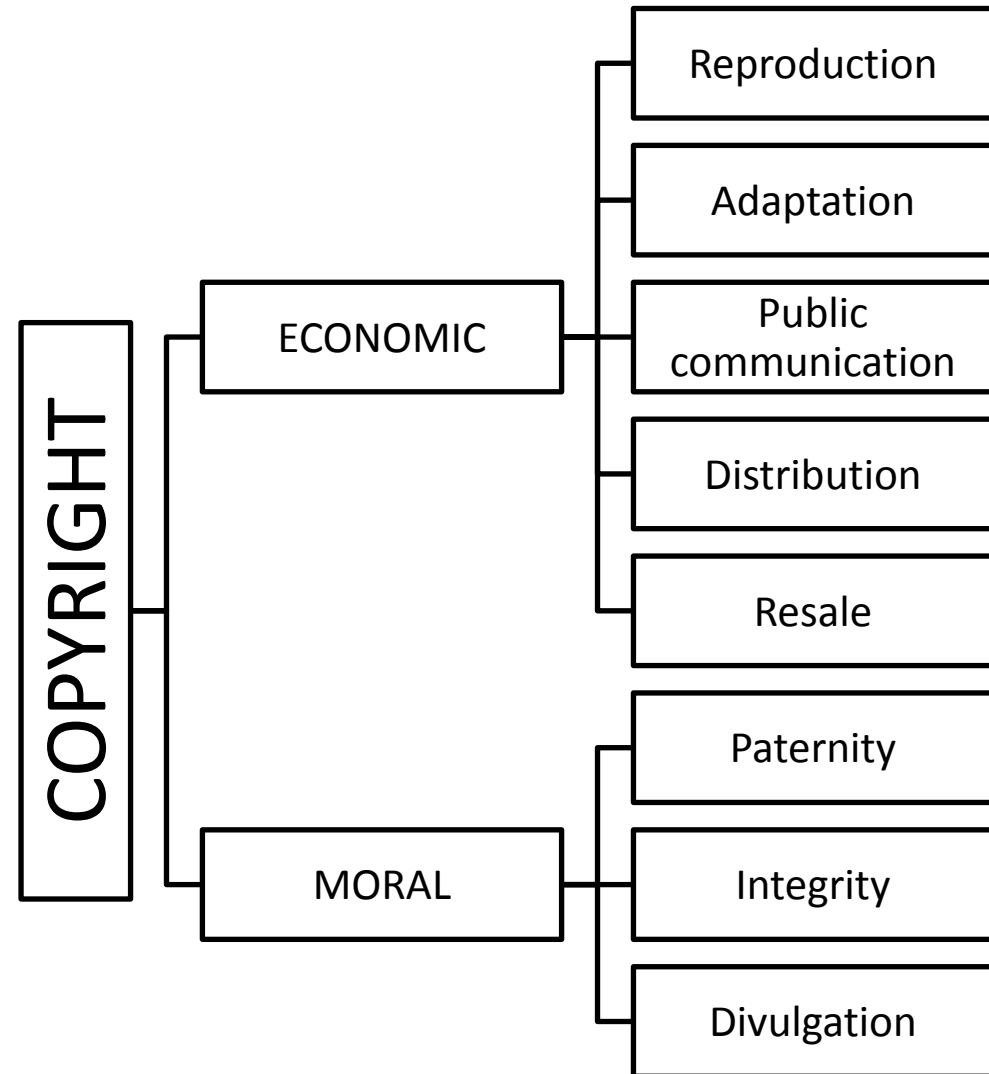 COPYRIGHT
ECONOMIC
Reproduction
Adaptation
Public
communication
Distribution
Resale
MORAL
Paternity
Integrity
Divulgation